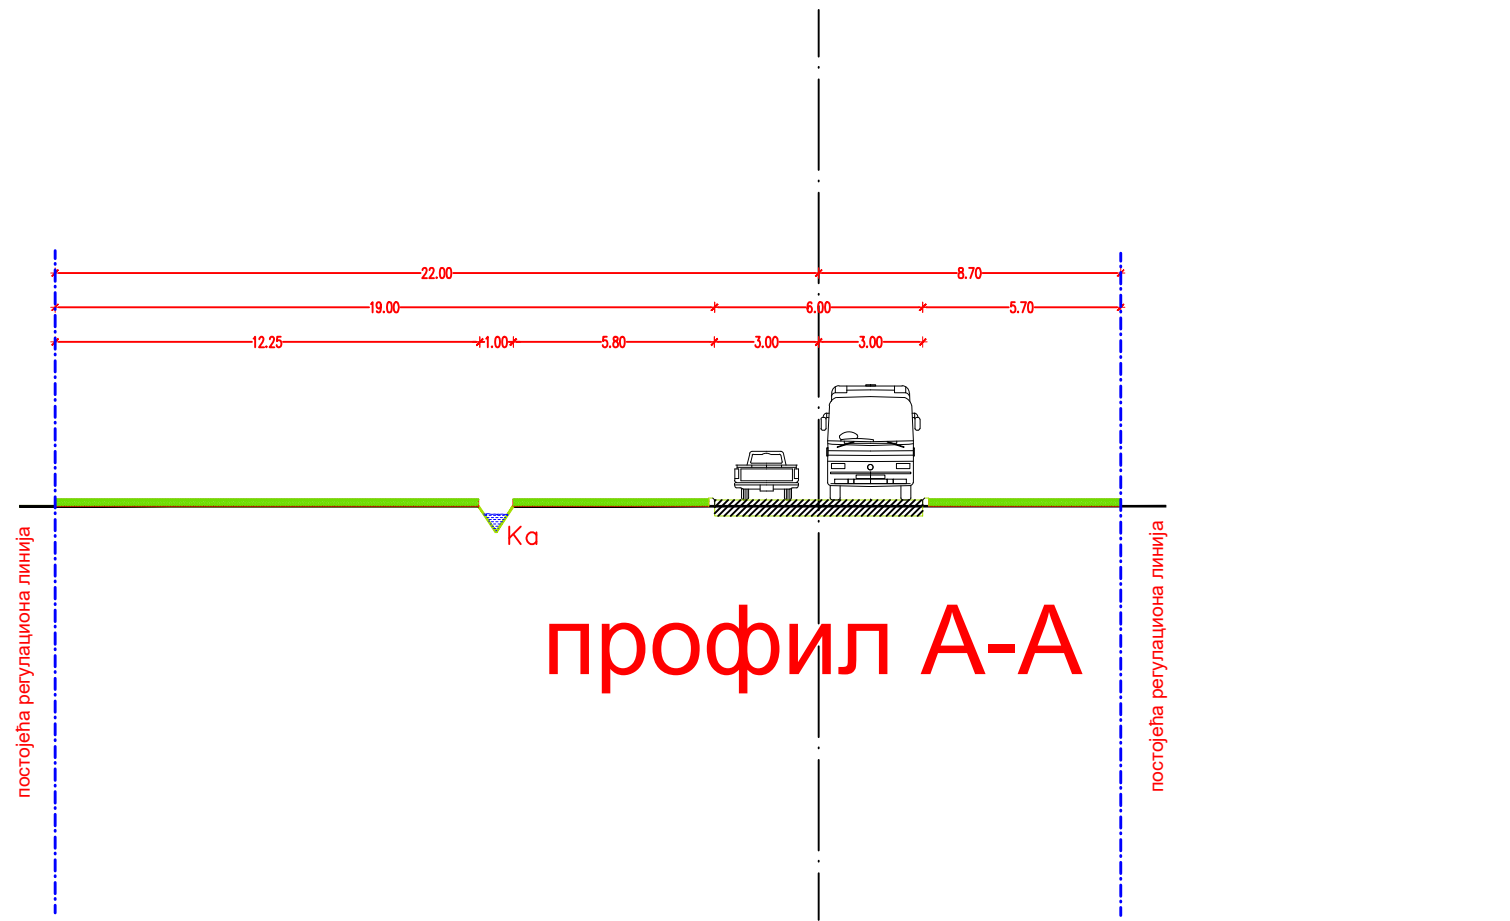 22.00 8.70
19.00 6.00 5.70
12.25 1.00 5.80 3.00 3.00
Ка
профил А-А
постојећа регулациона линија
постојећа регулациона линија